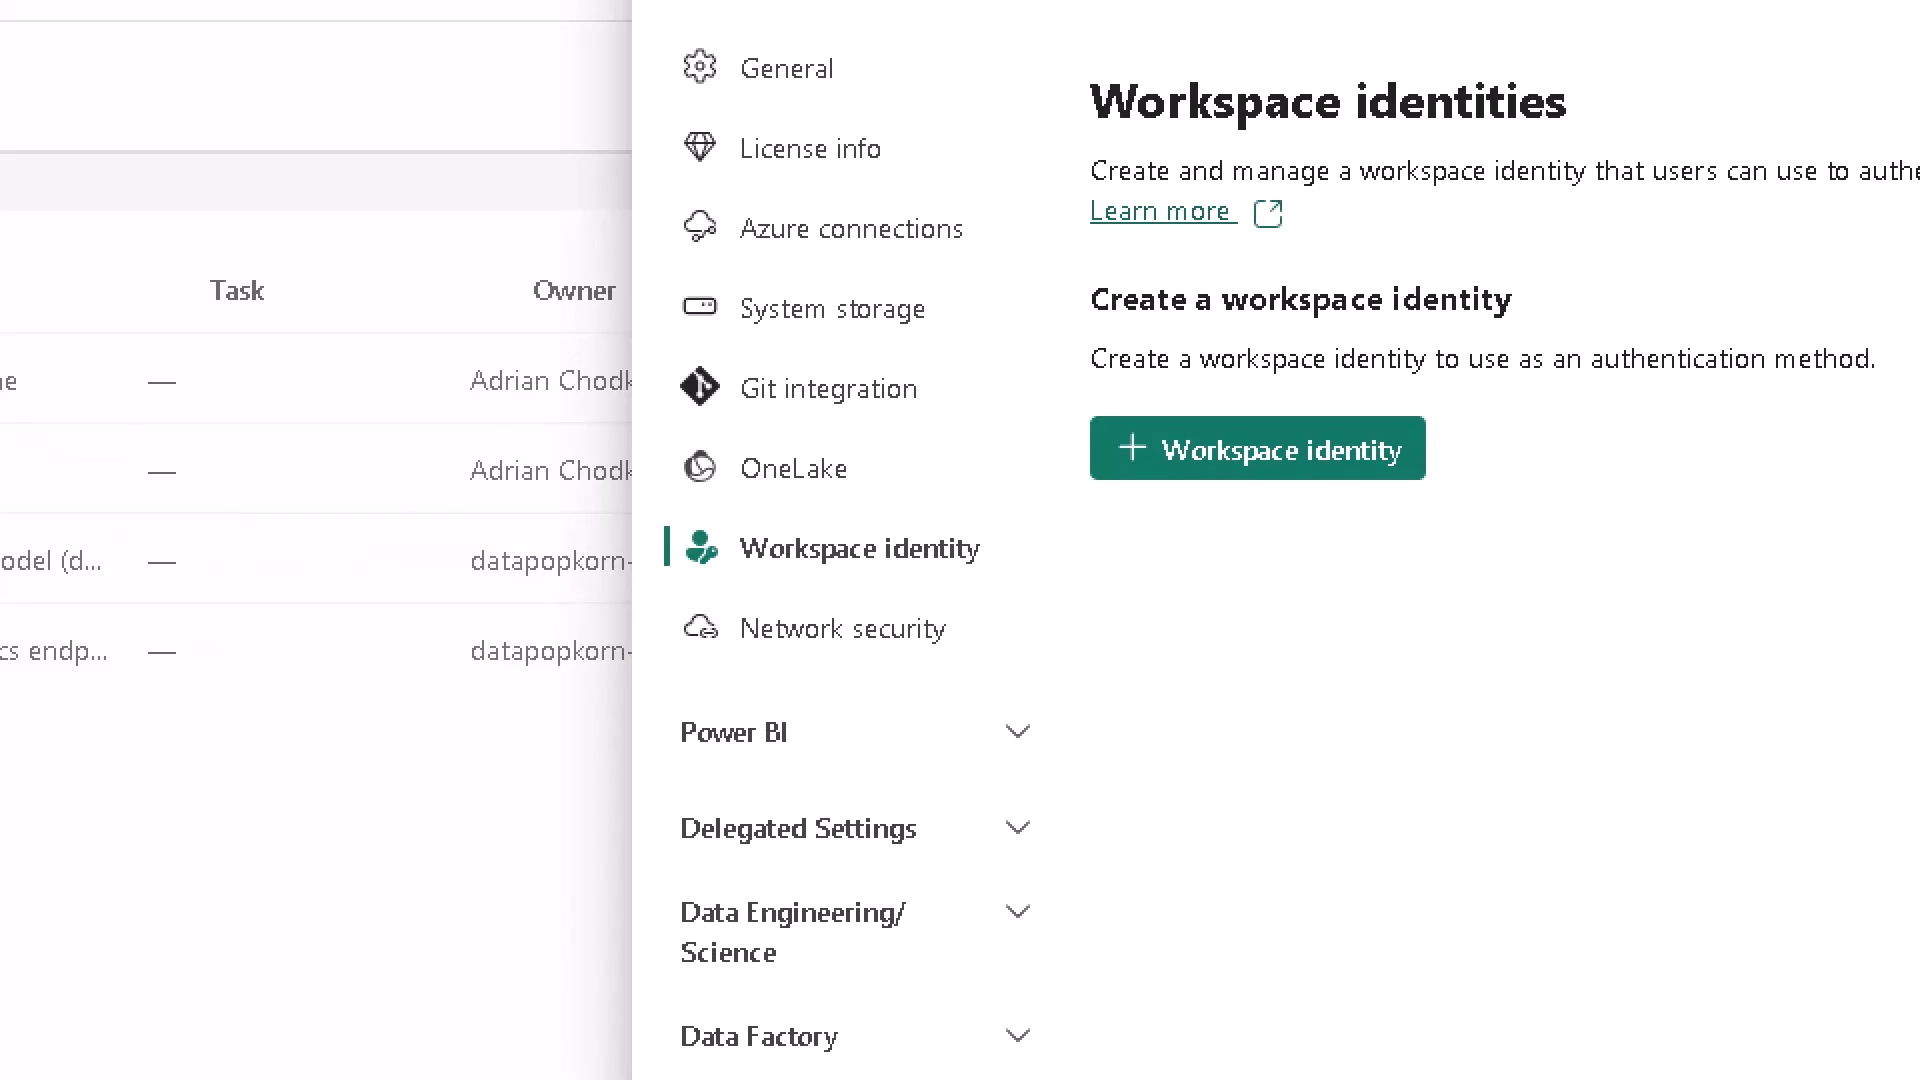 Task
Owner
Adrian Chod
Adrian Chod
odel (d...
datapopkorn-
cs endp...
datapopkorn-
General
License info
Azure connections
System storage
Git integration
OneLake
Workspace identity
Network security
Power BI
Delegated Settings
Data Engineering/
Science
Data Factory
Workspace identities
Create and manage a workspace identity that users can use to authe
Learn more
Create a workspace identity
Create a workspace identity to use as an authentication method.
+ Workspace identity